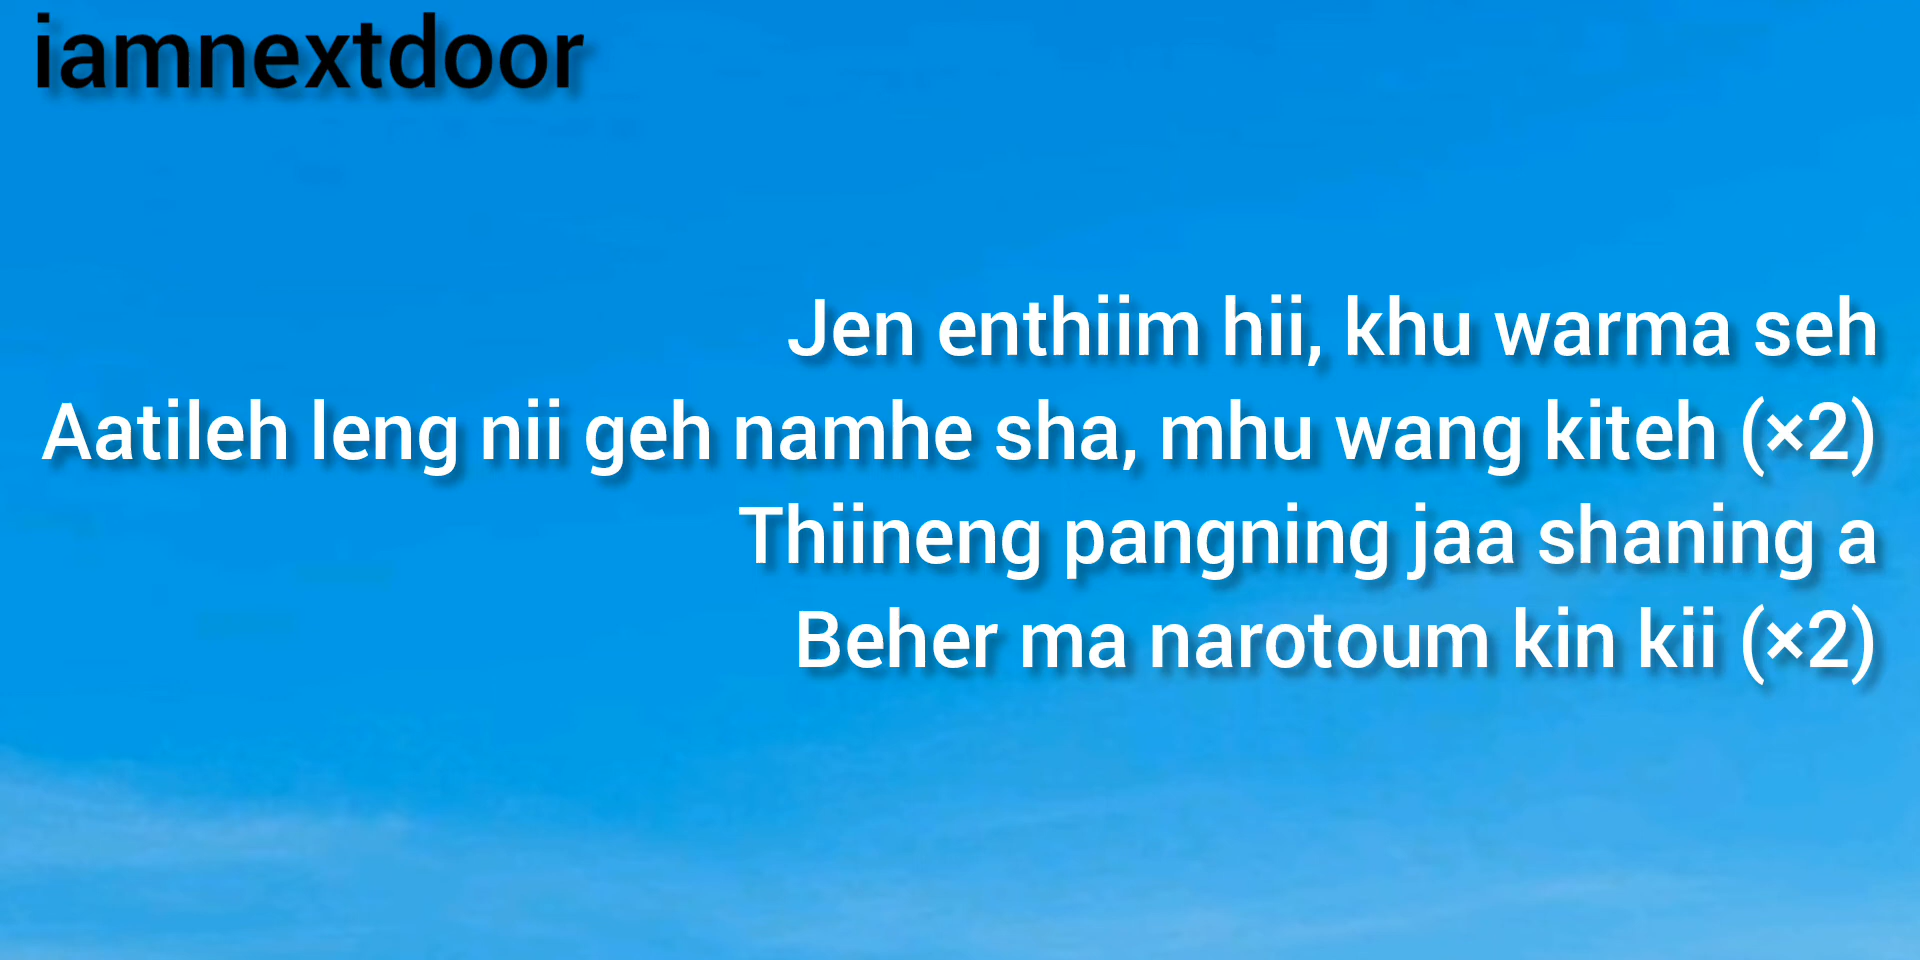 iamnextdoor
Jen enthiim hii, khu warma seh
Aatileh leng nii geh namhe sha, mhu wang kiteh (×2)
Thiineng pangning jaa shaning a
Beher ma narotoum kin kii (×2)